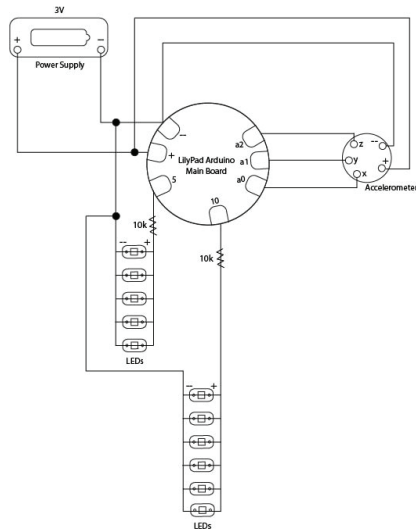 3V
+
–
Power Supply
–
+
5
10
a2
a1
a0
LilyPad Arduino
Main Board
z
y
x
--
+
Accelerometer
10k
10k
-- +
LEDs
– +
LEDs